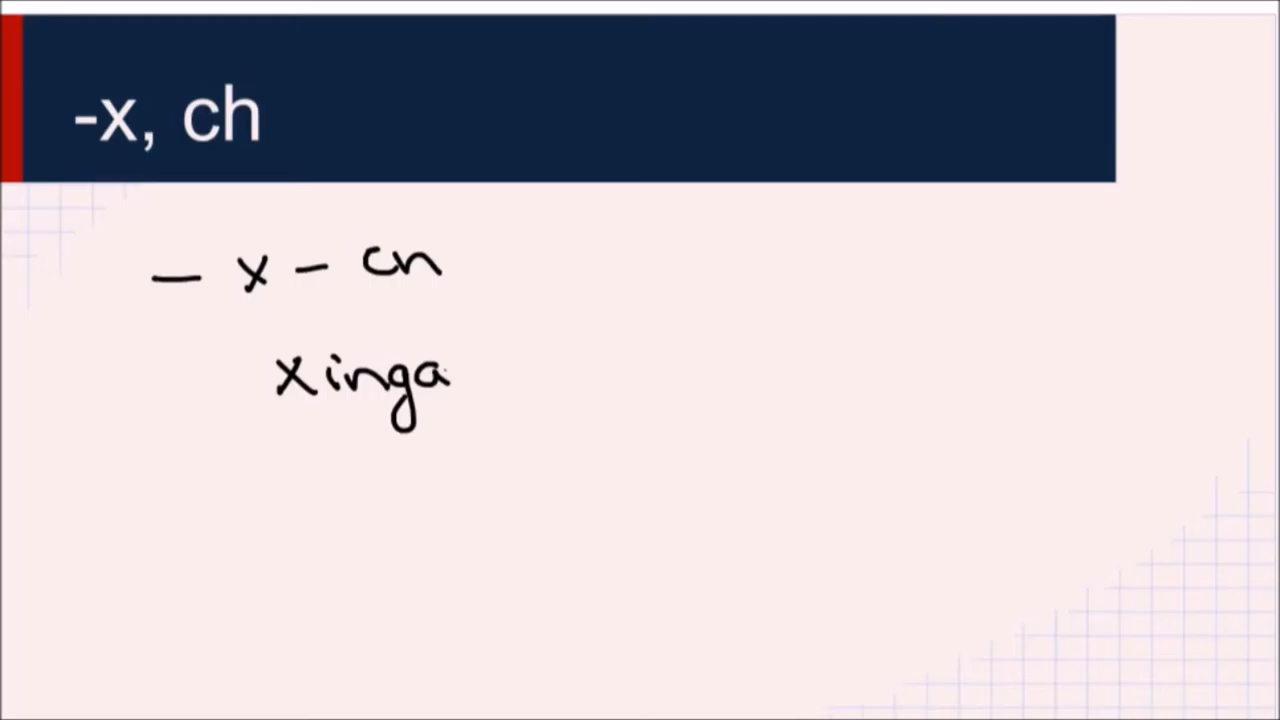 -x, ch
- x - ch
xinga